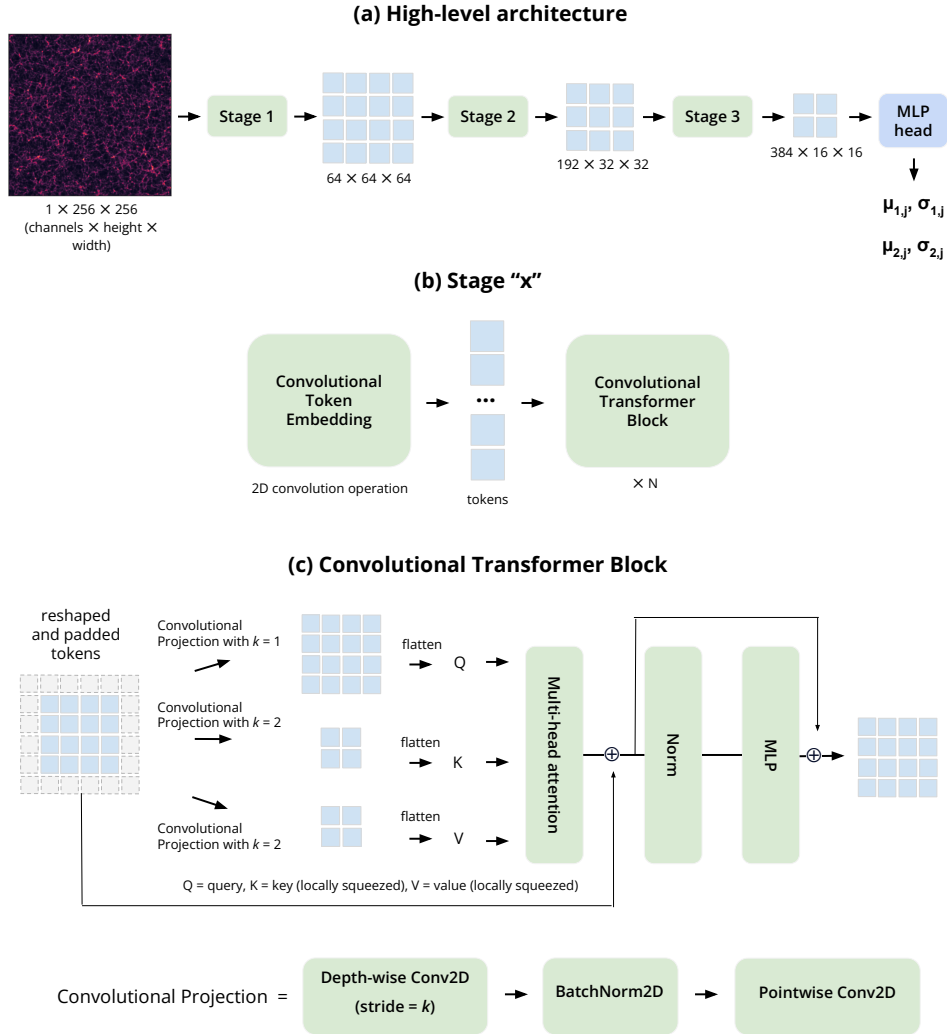 (a) High-level architecture
Stage 1
Stage 2
Stage 3
MLP
head
64 × 64 × 64
192 × 32 × 32
384 × 16 × 16
1 × 256 × 256
(channels × height ×
width)
μ1,j, σ1,j
μ2,j, σ2,j
(b) Stage “x”
Convolutional
Token
Embedding
...
Convolutional
Transformer
Block
2D convolution operation
tokens
× N
(c) Convolutional Transformer Block
reshaped
and padded
tokens
Convolutional
Projection with k = 1
flatten
Q
Convolutional
Projection with k = 2
flatten
K
Convolutional
Projection with k = 2
flatten
V
Multi-head attention
Norm
MLP
Q = query, K = key (locally squeezed), V = value (locally squeezed)
Convolutional Projection =
Depth-wise Conv2D
(stride = k)
BatchNorm2D
Pointwise Conv2D